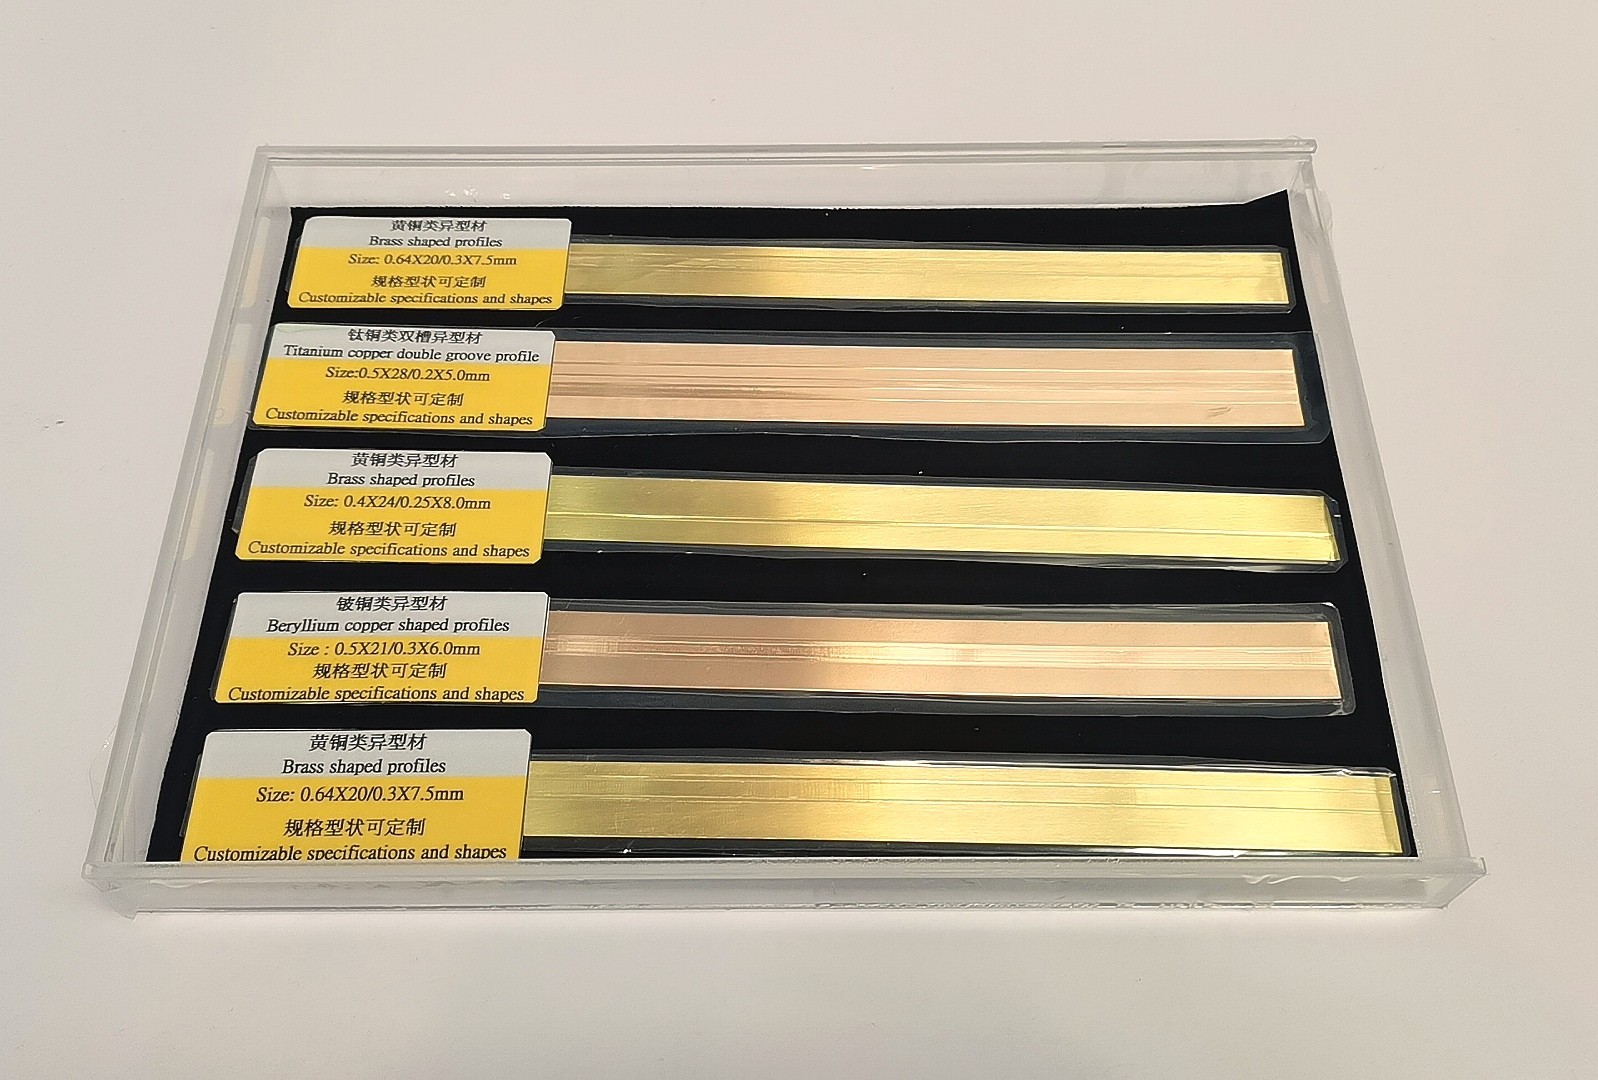 黄铜类异型材
Brass shaped profiles
Size: 0.64X20/0.3X7.5mm
规格型状可定制
Customizable specifications and shapes
钛铜类双槽异型材
Titanium copper double groove profile
Size:0.5X28/0.2X5.0mm
规格型状可定制
Customizable specifications and shapes
黄铜类异型材
Brass shaped profiles
Size: 0.4X24/0.25X8.0mm
规格型状可定制
Customizable specifications and shapes
铍铜类异型材
Beryllium copper shaped profiles
Size : 0.5X21/0.3X6.0mm
规格型状可定制
Customizable specifications and shapes
黄铜类异型材
Brass shaped profiles
Size: 0.64X20/0.3X7.5mm
规格型状可定制
Customizable specifications and shapes